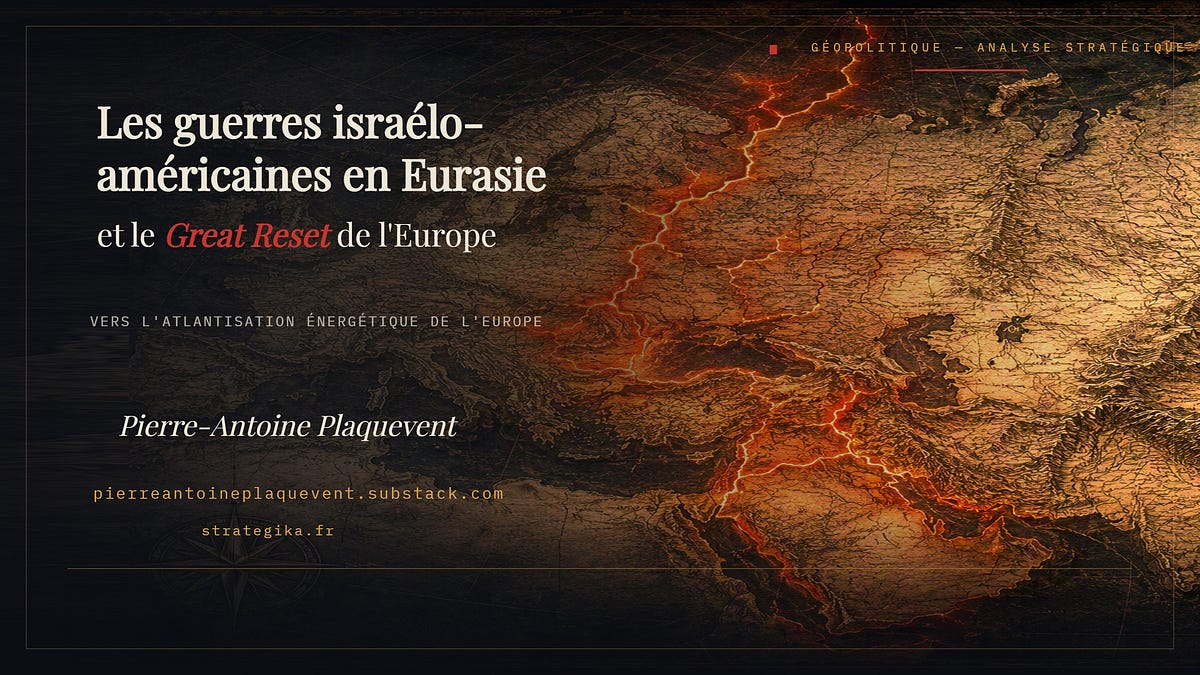 GÉOPOLITIQUE — ANALYSE STRATÉGIQUE
Les guerres israélo-
américaines en Eurasie
et le Great Reset de l'Europe
VERS L'ATLANTISATION ÉNERGÉTIQUE DE L'EUROPE
Pierre-Antoine Plaquevent
pierreantoineplaquevent.substack.com
strategika.fr